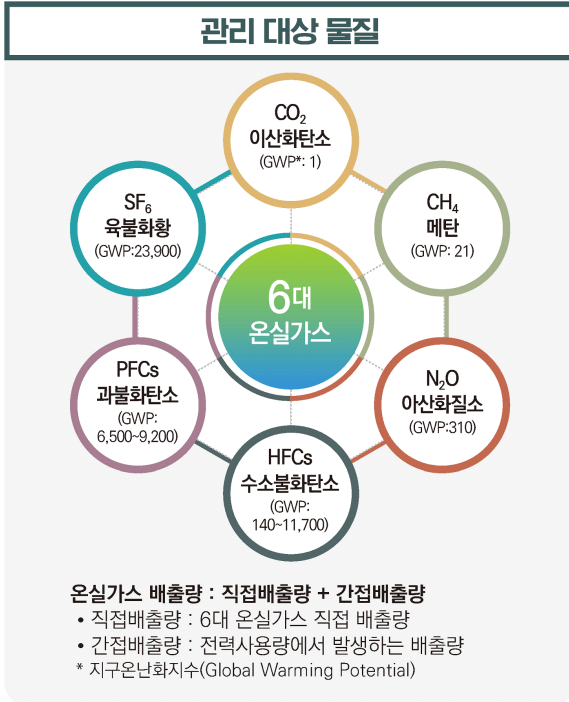 관리 대상 물질
CO₂
이산화탄소
(GWP*: 1)
SF₆
육불화황
(GWP:23,900)
CH₄
메탄
(GWP: 21)
6대
온실가스
PFCs
과불화탄소
(GWP:
6,500~9,200)
N₂O
아산화질소
(GWP:310)
HFCs
수소불화탄소
(GWP:
140~11,700)
온실가스 배출량 : 직접배출량 + 간접배출량
• 직접배출량 : 6대 온실가스 직접 배출량
• 간접배출량 : 전력사용량에서 발생하는 배출량
* 지구온난화지수(Global Warming Potential)